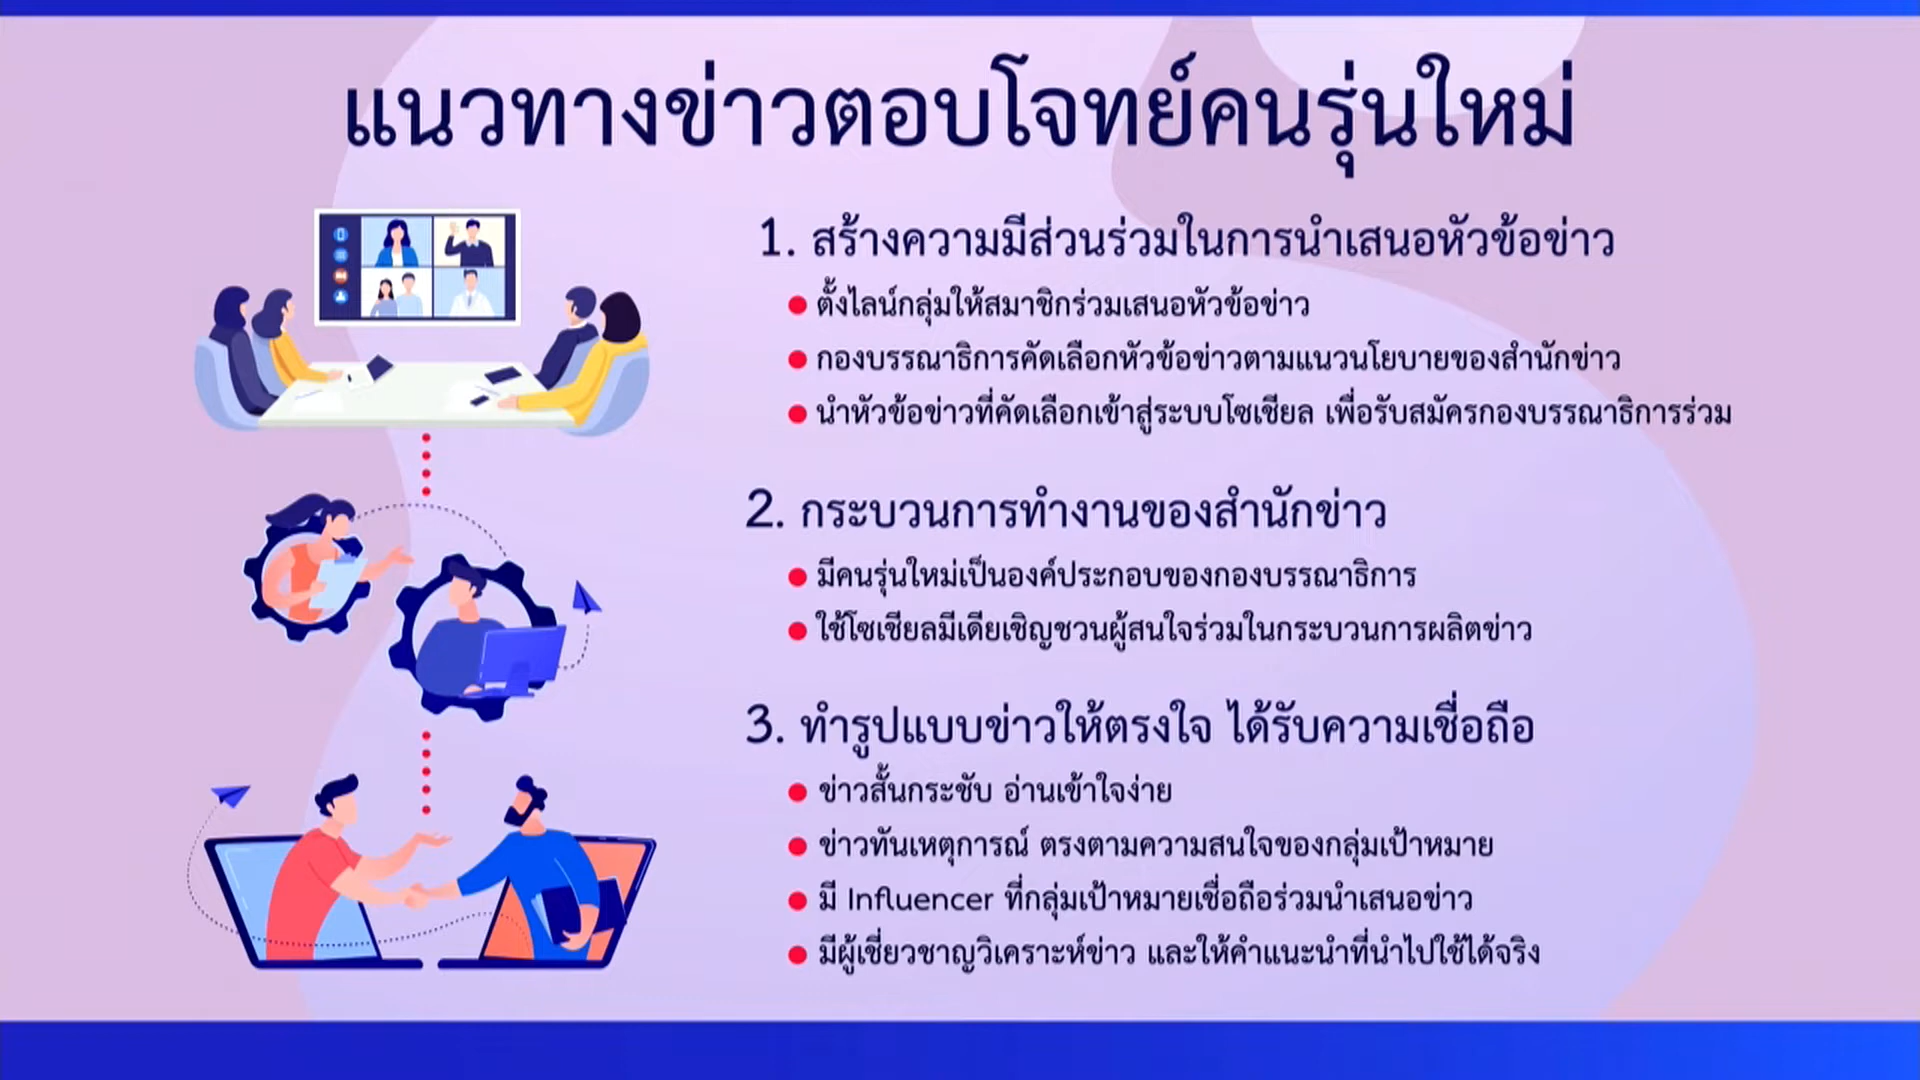 แนวทางข่าวตอบโจทย์คนรุ่นใหม่
1. สร้างความมีส่วนร่วมในการนำเสนอหัวข้อข่าว
● ตั้งไลน์กลุ่มให้สมาชิกร่วมเสนอหัวข้อข่าว
● กองบรรณาธิการคัดเลือกหัวข้อข่าวตามแนวนโยบายของสำนักข่าว
● นำหัวข้อข่าวที่คัดเลือกเข้าสู่ระบบโซเชียล เพื่อรับสมัครกองบรรณาธิการร่วม
2. กระบวนการทำงานของสำนักข่าว
● มีคนรุ่นใหม่เป็นองค์ประกอบของกองบรรณาธิการ
● ใช้โซเชียลมีเดียเชิญชวนผู้สนใจร่วมในกระบวนการผลิตข่าว
3. ทำรูปแบบข่าวให้ตรงใจ ได้รับความเชื่อถือ
● ข่าวสั้นกระชับ อ่านเข้าใจง่าย
● ข่าวทันเหตุการณ์ ตรงตามความสนใจของกลุ่มเป้าหมาย
● มี Influencer ที่กลุ่มเป้าหมายเชื่อถือร่วมนำเสนอข่าว
● มีผู้เชี่ยวชาญวิเคราะห์ข่าว และให้คำแนะนำที่นำไปใช้ได้จริง